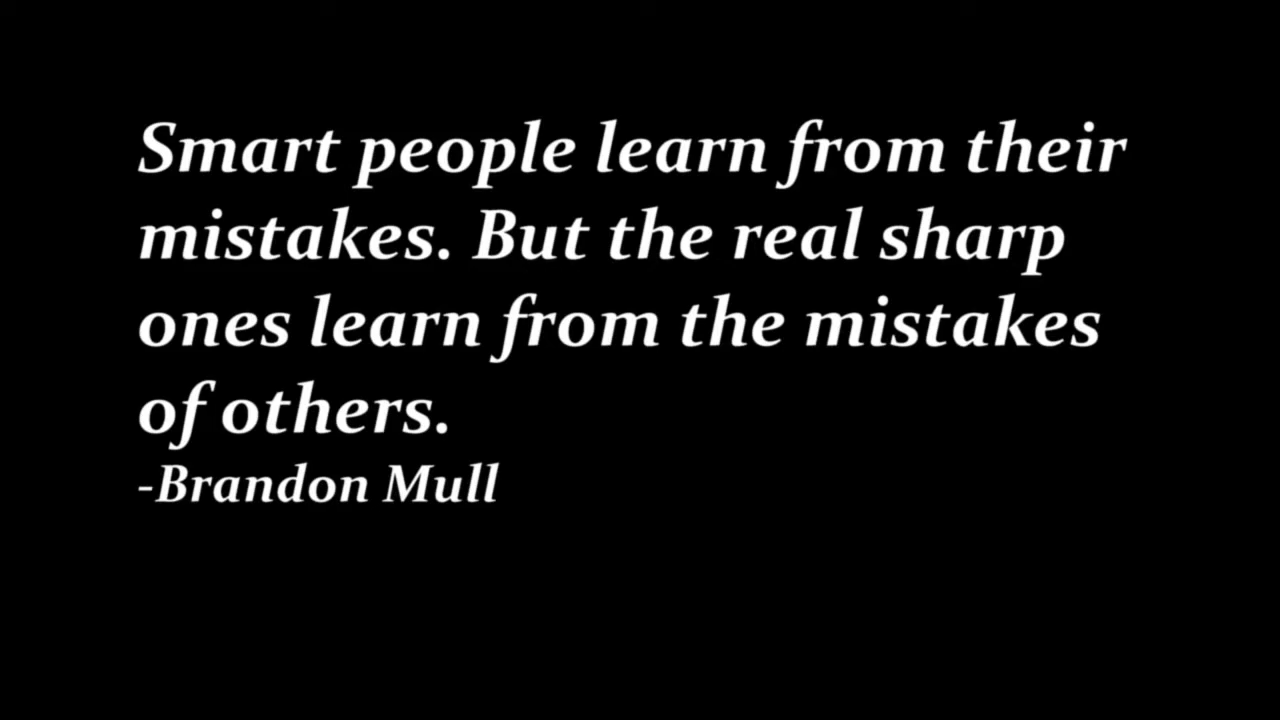 Smart people learn from their
mistakes. But the real sharp
ones learn from the mistakes
of others.
-Brandon Mull